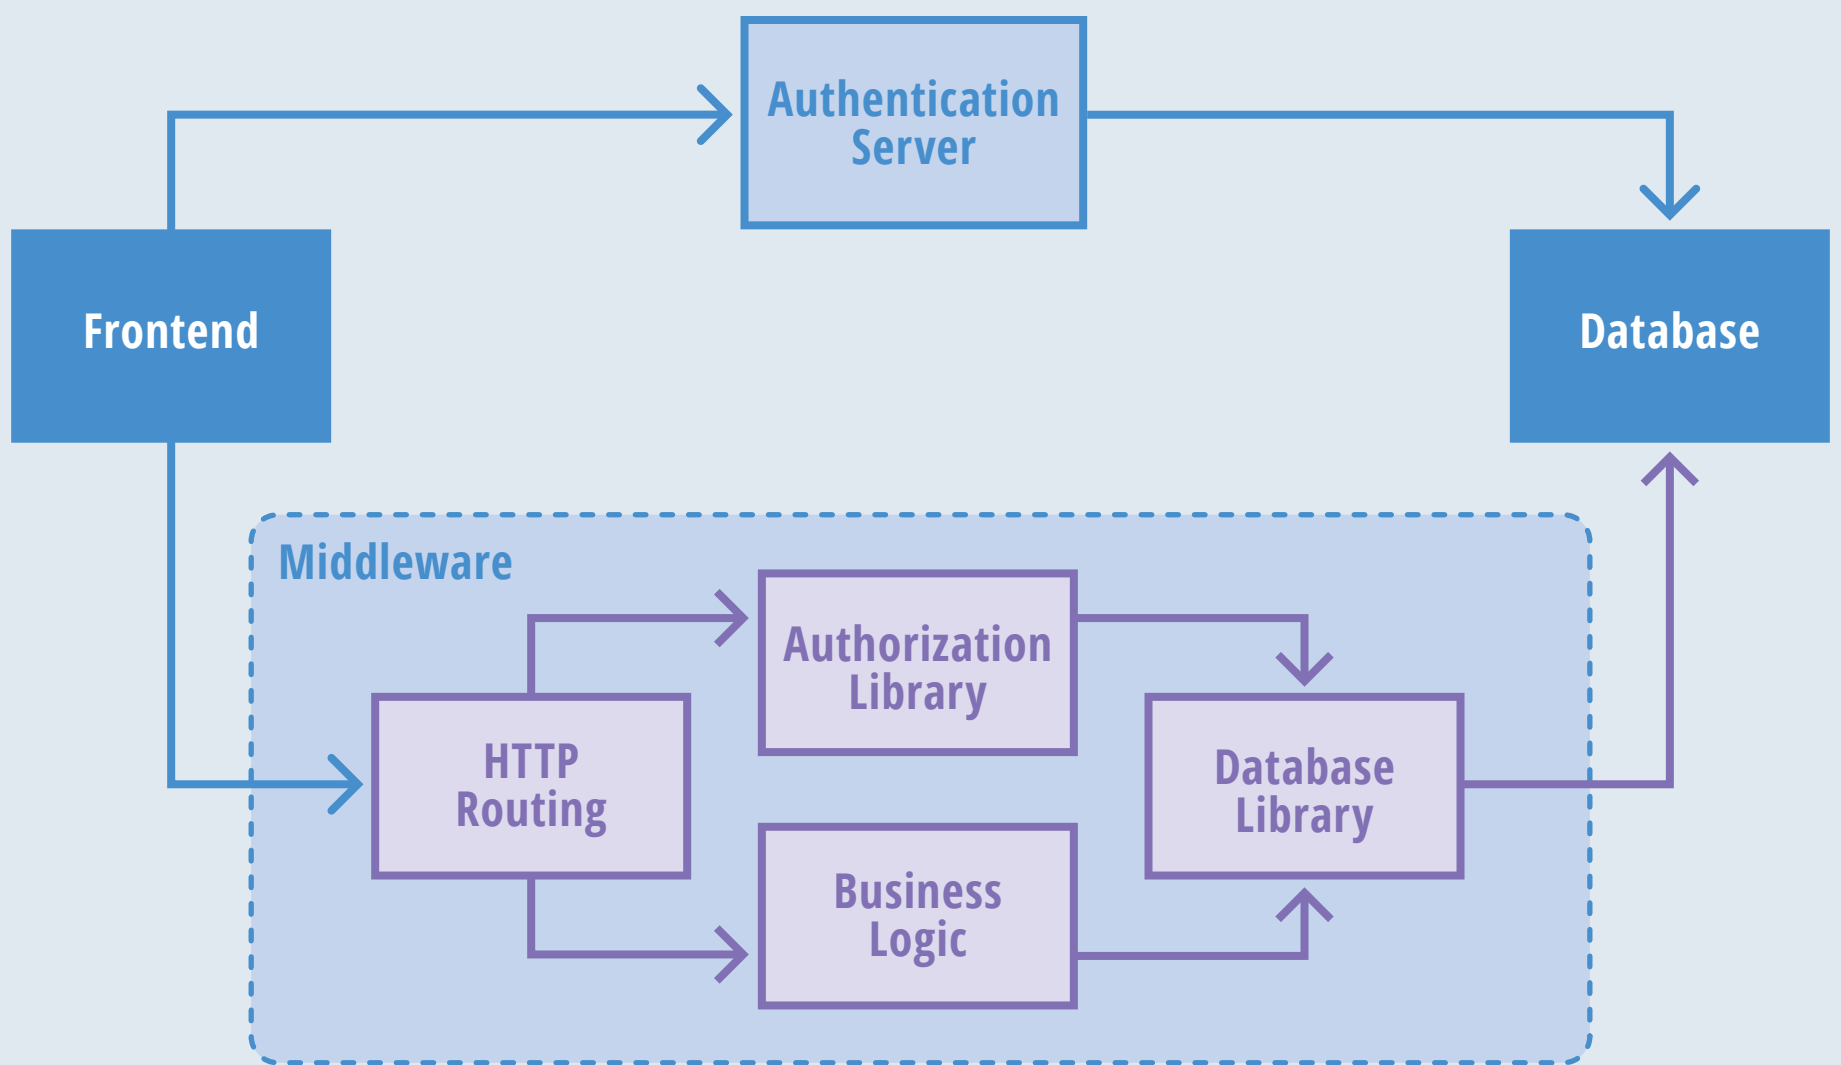 Authentication
Server
Frontend
Database
Middleware
Authorization
Library
HTTP
Routing
Database
Library
Business
Logic